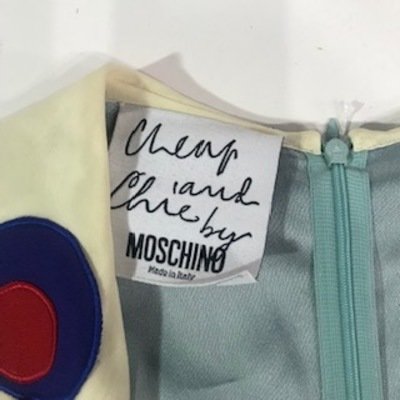 Cheap
and
Chic by
MOSCHINO
Made in Italy